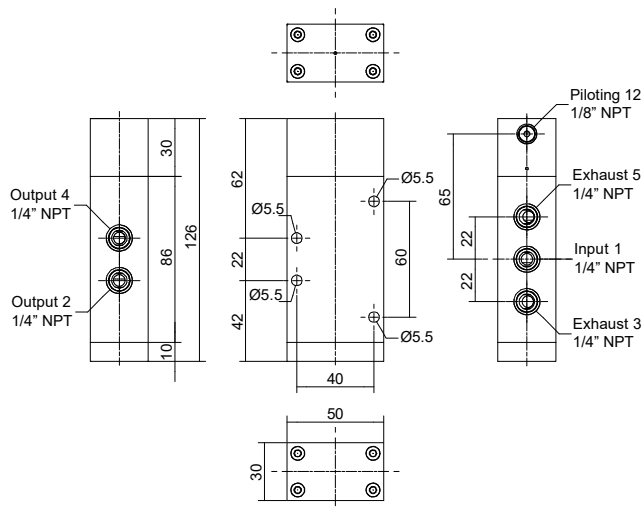 Output 4
1/4” NPT
Output 2
1/4” NPT
30
86
10
126
62
22
42
Ø5.5
Ø5.5
Ø5.5
Ø5.5
60
40
50
30
65
22
22
Piloting 12
1/8” NPT
Exhaust 5
1/4” NPT
Input 1
1/4” NPT
Exhaust 3
1/4” NPT